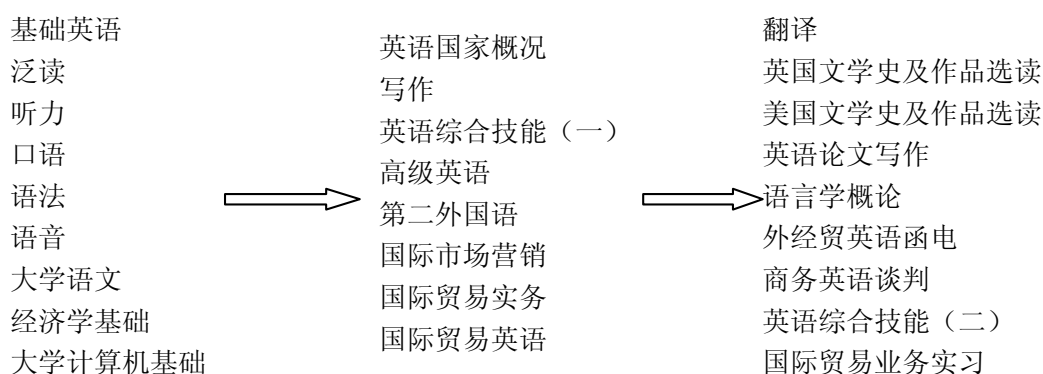 基础英语
泛读
听力
口语
语法
语音
大学语文
经济学基础
大学计算机基础
英语国家概况
写作
英语综合技能（一）
高级英语
第二外国语
国际市场营销
国际贸易实务
国际贸易英语
翻译
英国文学史及作品选读
美国文学史及作品选读
英语论文写作
语言学概论
外经贸英语函电
商务英语谈判
英语综合技能（二）
国际贸易业务实习